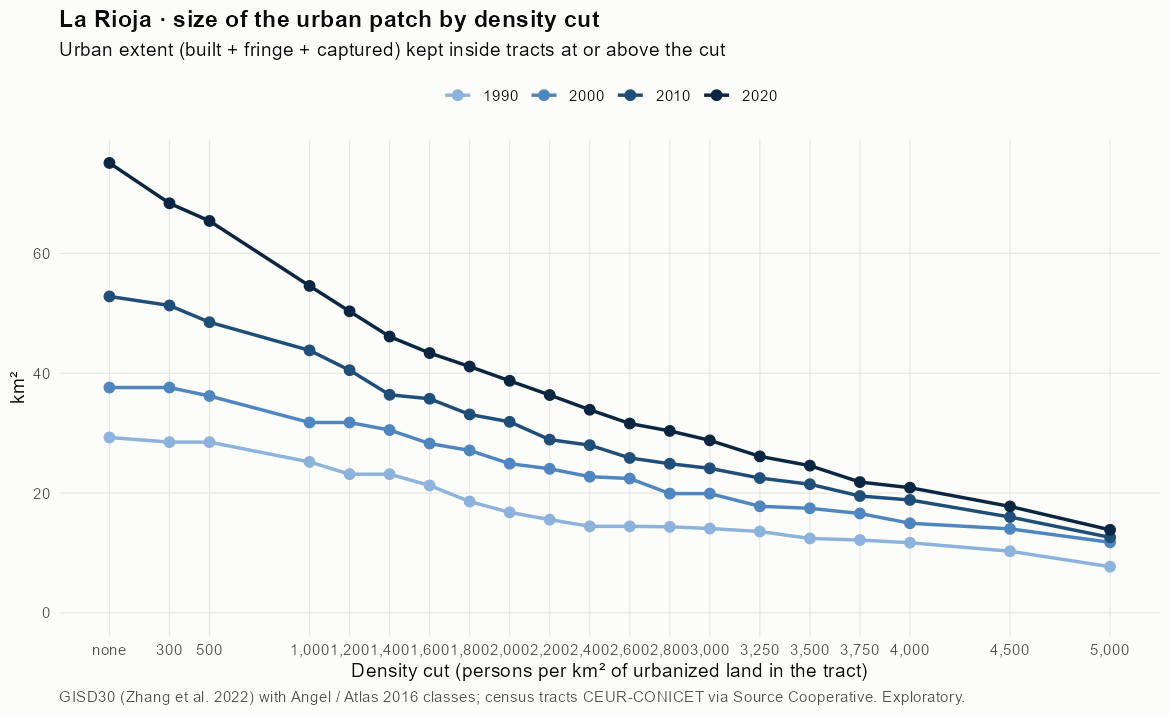 La Rioja · size of the urban patch by density cut
Urban extent (built + fringe + captured) kept inside tracts at or above the cut
1990 2000 2010 2020
60
40
20
0
km²
none 300 500 1,000 1,200 1,400 1,600 1,800 2,000 2,200 2,400 2,600 2,800 3,000 3,250 3,500 3,750 4,000 4,500 5,000
Density cut (persons per km² of urbanized land in the tract)
GISD30 (Zhang et al. 2022) with Angel / Atlas 2016 classes; census tracts CEUR-CONICET via Source Cooperative. Exploratory.